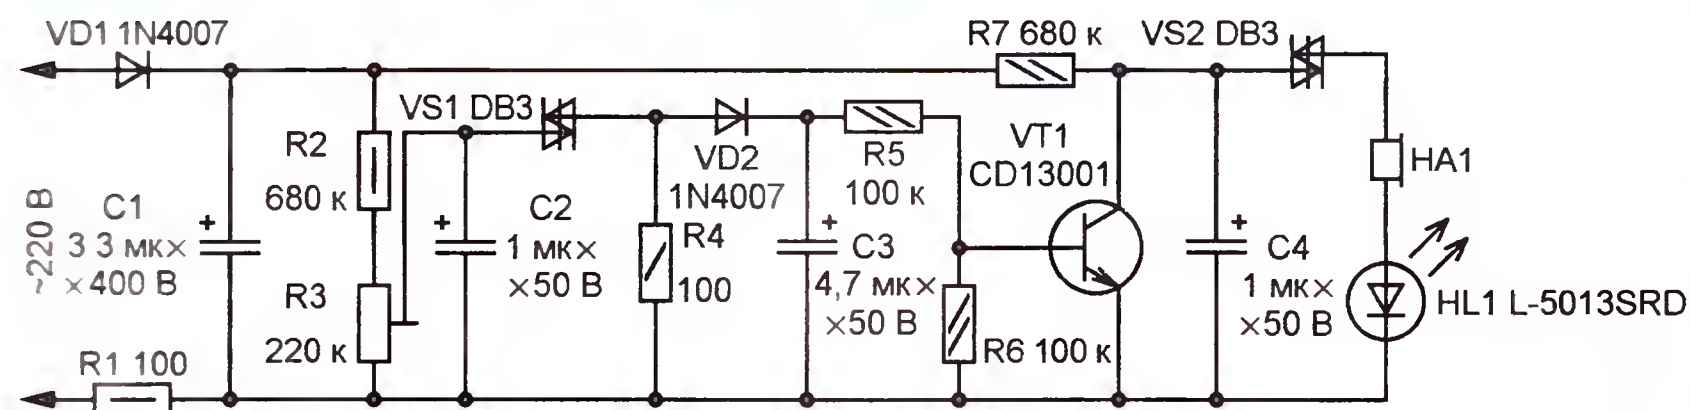 VD1 1N4007
R7 680 к
VS2 DB3
VS1 DB3
R2
680 к
VD2
1N4007
R5
100 к
VT1
CD13001
HA1
~220 В
C1
+
3 3 мк×
×400 В
C2
+
1 мк×
×50 В
R4
100
C3
+
4,7 мк×
×50 В
C4
+
1 мк×
×50 В
R3
220 к
R6 100 к
HL1 L-5013SRD
R1 100